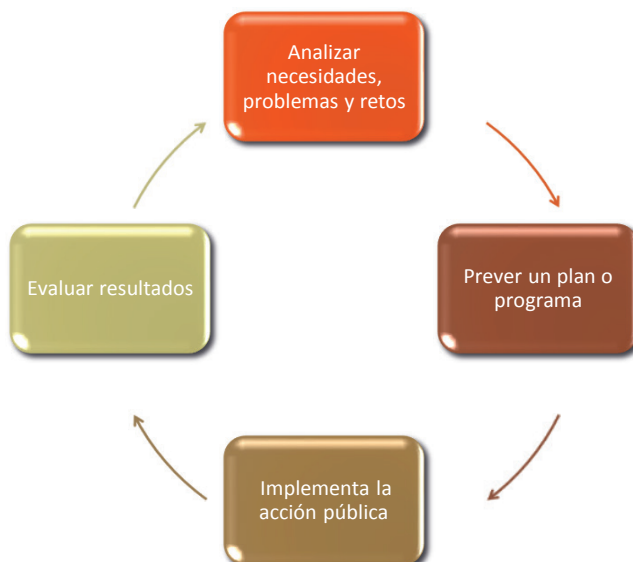 Analizar
necesidades,
problemas y retos
Prever un plan o
programa
Implementa la
acción pública
Evaluar resultados